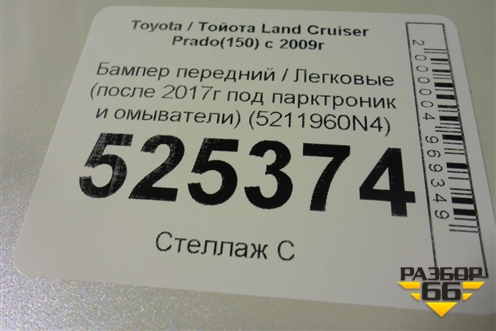 Toyota / Тойота Land Cruiser
Prado(150) с 2009г
Бампер передний / Легковые
(после 2017г под парктроник
и омыватели) (5211960N4)
525374
Стеллаж С
2000004969349
РАЗБОР
66